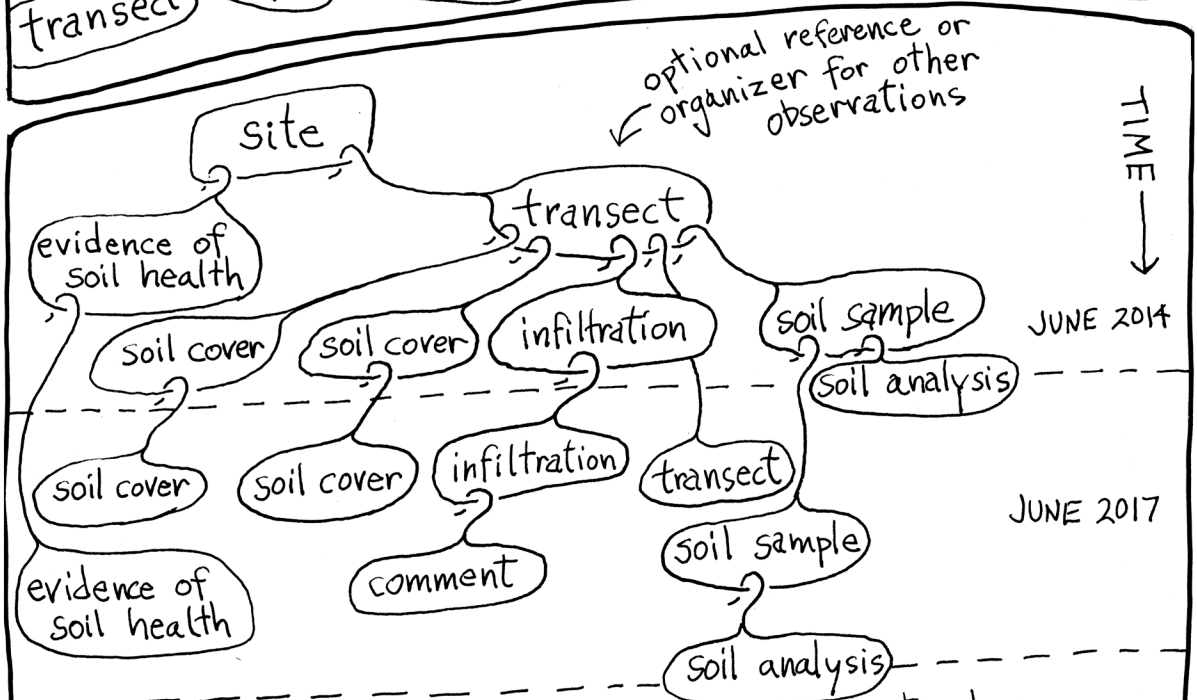 transect
optional reference or
organizer for other
observations
site
TIME
transect
evidence of
soil health
soil sample
JUNE 2014
soil cover
soil cover
infiltration
soil analysis
soil cover
soil cover
infiltration
transect
JUNE 2017
soil sample
comment
evidence of
soil health
soil analysis